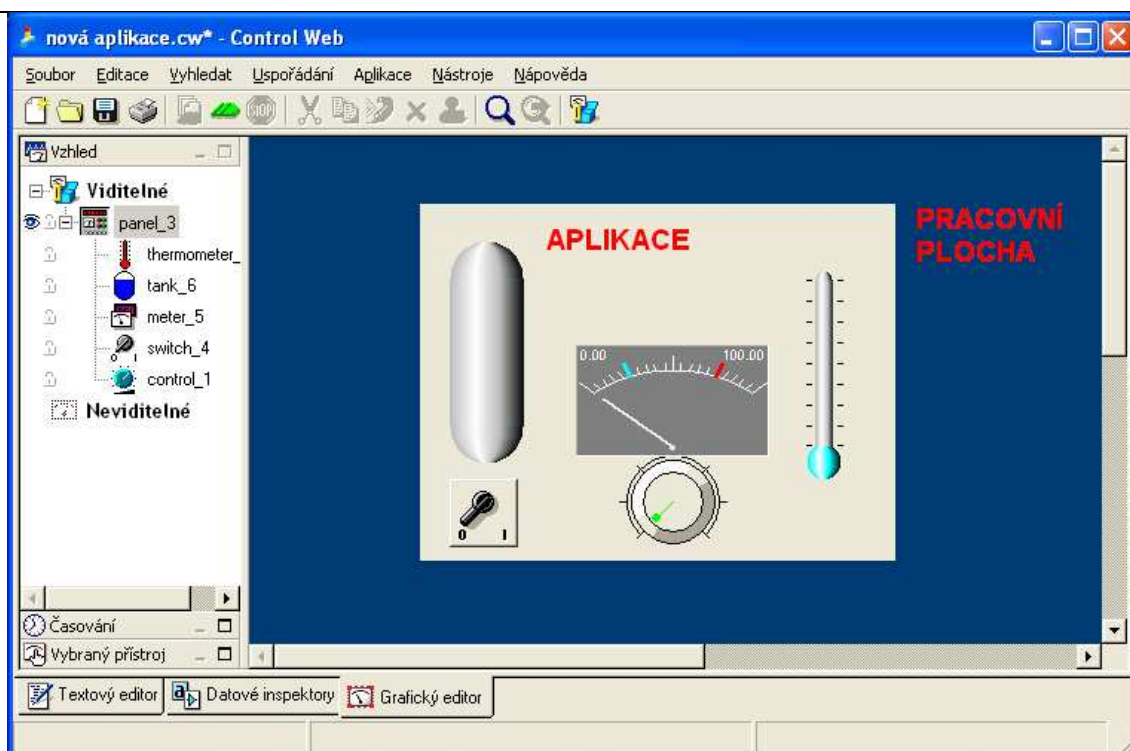 nová aplikace.cw* - Control Web
Soubor Editace Vyhledat Uspořádání Aplikace Nástroje Nápověda
STOP
Vzhled
Viditelné
panel_3
thermometer_
tank_6
meter_5
switch_4
control_1
Neviditelné
APLIKACE
PRACOVNÍ
PLOCHA
0.00 100.00
0 1
Časování
Vybraný přístroj
Textový editor Datové inspektory Grafický editor